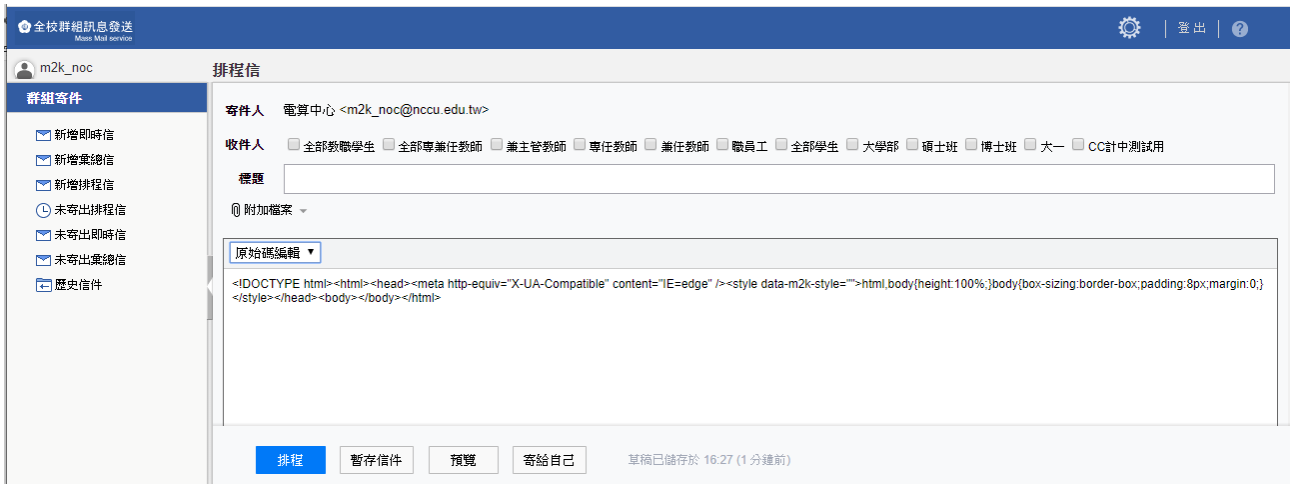 全校群組訊息發送
Mass Mail service
登出
m2k_noc
排程信
群組寄件
新增即時信
新增彙總信
新增排程信
未寄出排程信
未寄出即時信
未寄出彙總信
歷史信件
寄件人 電算中心 <m2k_noc@nccu.edu.tw>
收件人 全部教職學生 全部專兼任教師 兼主管教師 專任教師 兼任教師 職員工 全部學生 大學部 碩士班 博士班 大一 CC計中測試用
標題
附加檔案
原始碼編輯
<!DOCTYPE html><html><head><meta http-equiv="X-UA-Compatible" content="IE=edge" /><style data-m2k-style="">html,body{height:100%;}body{box-sizing:border-box;padding:8px;margin:0;}
</style></head><body></body></html>
排程 暫存信件 預覽 寄給自己 草稿已儲存於 16:27 (1 分鐘前)